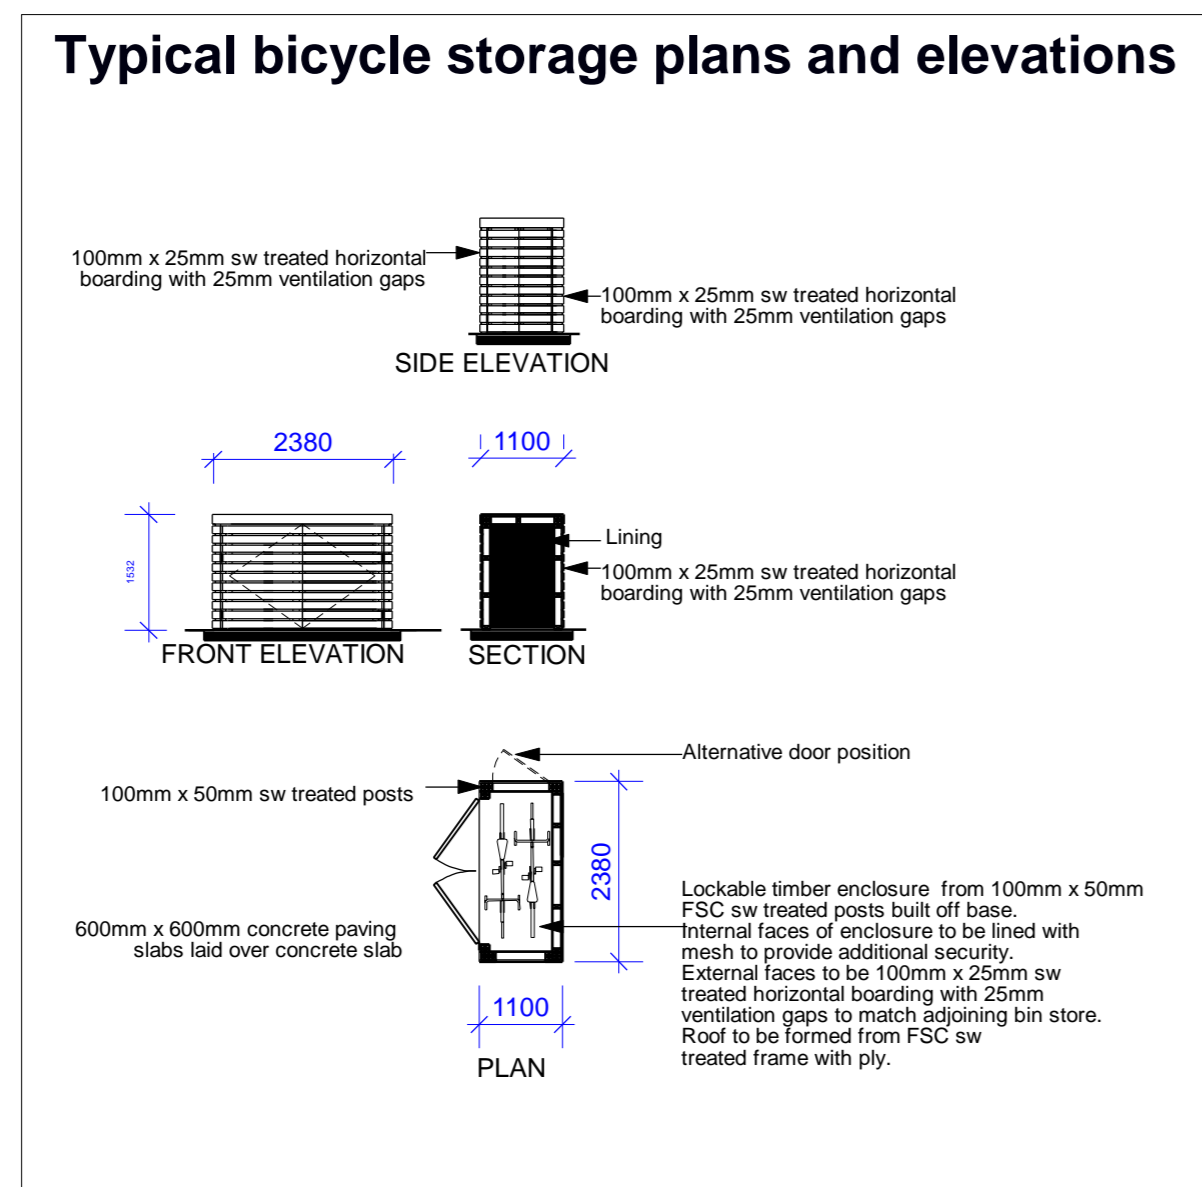 Typical bicycle storage plans and elevations
100mm x 25mm sw treated horizontal
boarding with 25mm ventilation gaps
100mm x 25mm sw treated horizontal
boarding with 25mm ventilation gaps
SIDE ELEVATION
2380
1100
1532
Lining
100mm x 25mm sw treated horizontal
boarding with 25mm ventilation gaps
FRONT ELEVATION
SECTION
Alternative door position
100mm x 50mm sw treated posts
2380
600mm x 600mm concrete paving
slabs laid over concrete slab
Lockable timber enclosure from 100mm x 50mm
FSC sw treated posts built off base.
Internal faces of enclosure to be lined with
mesh to provide additional security.
External faces to be 100mm x 25mm sw
treated horizontal boarding with 25mm
ventilation gaps to match adjoining bin store.
Roof to be formed from FSC sw
treated frame with ply.
1100
PLAN